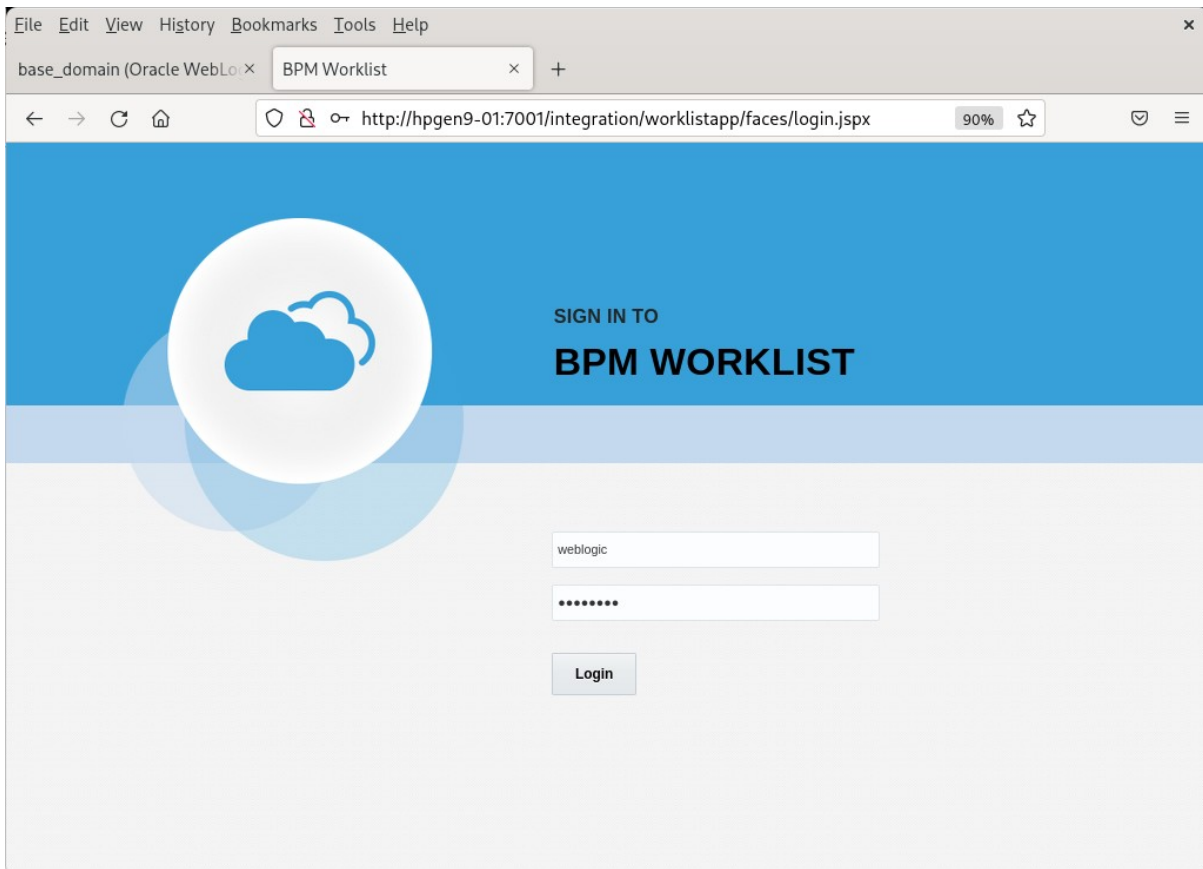 File Edit View History Bookmarks Tools Help
base_domain (Oracle WebLo
BPM Worklist
http://hpgen9-01:7001/integration/worklistapp/faces/login.jspx 90%
SIGN IN TO
BPM WORKLIST
weblogic
••••••••
Login